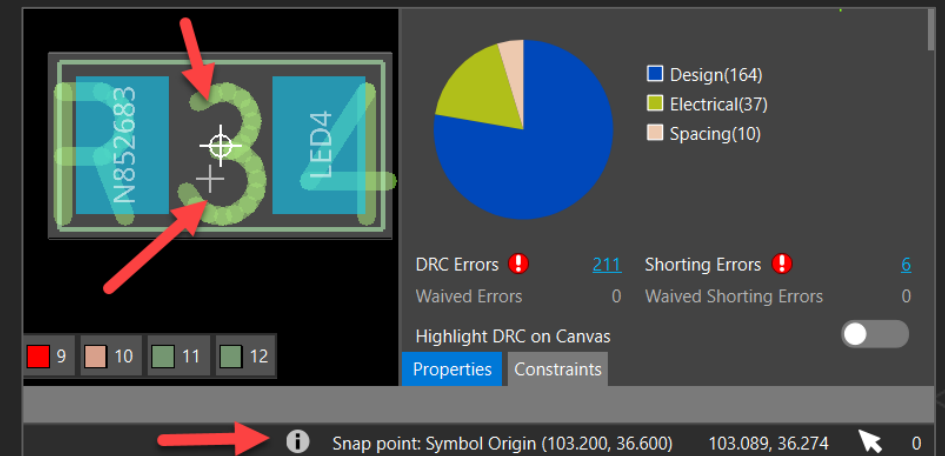 R34
N852683
LED4
Design(164)
Electrical(37)
Spacing(10)
DRC Errors 211 Shorting Errors 6
Waived Errors 0 Waived Shorting Errors 0
Highlight DRC on Canvas
9 10 11 12
Properties Constraints
Snap point: Symbol Origin (103.200, 36.600) 103.089, 36.274 0